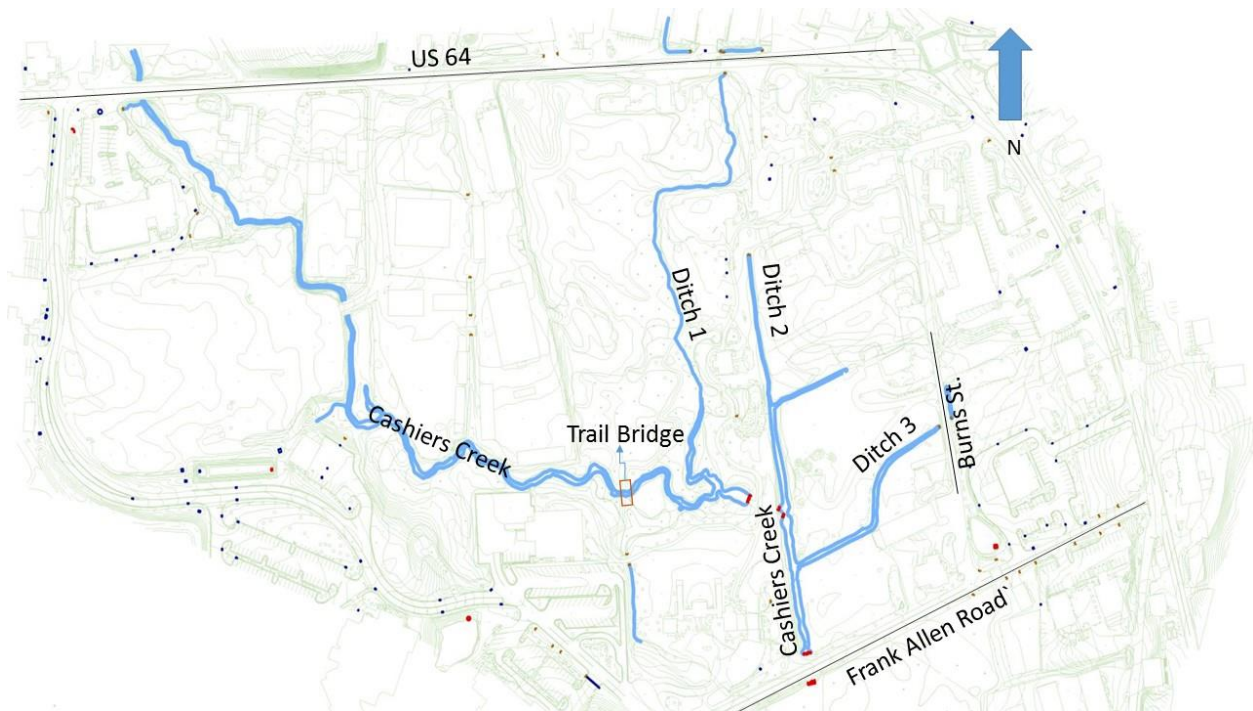 US 64
N
Ditch 1
Ditch 2
Cashiers Creek
Trail Bridge
Ditch 3
Burns St.
Cashiers Creek
Frank Allen Road`